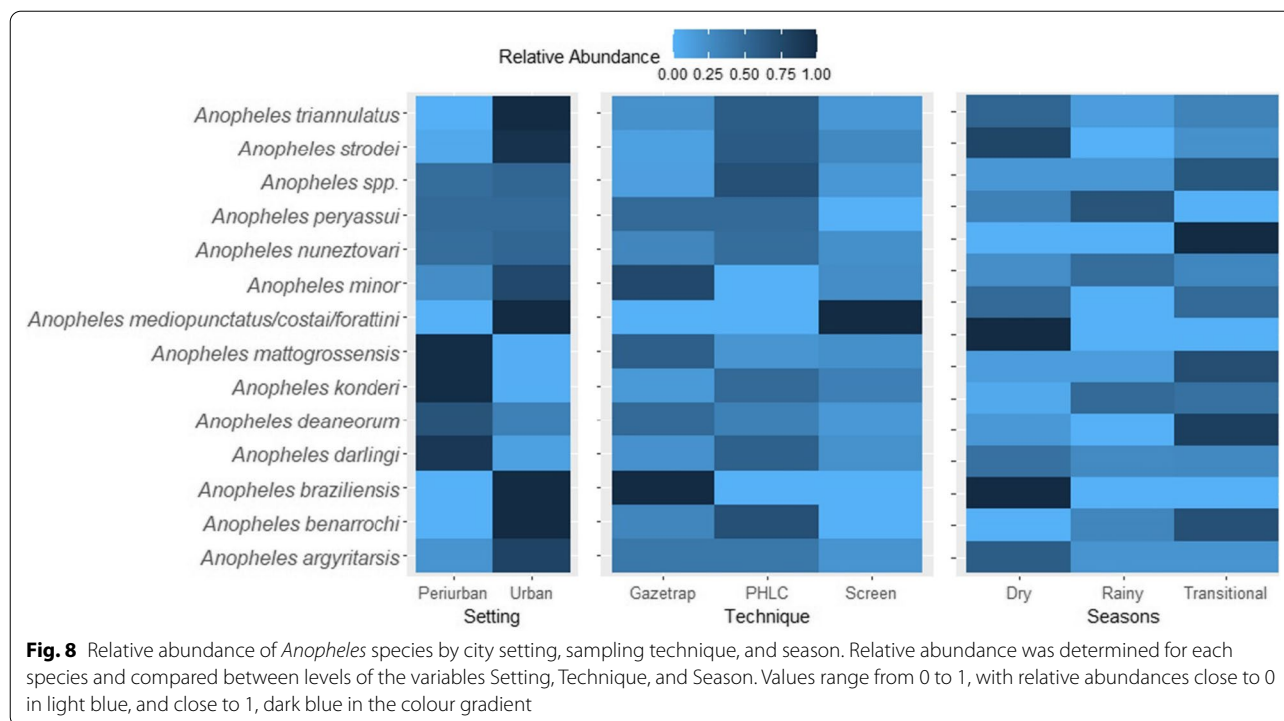 Relative Abundance
0.00 0.25 0.50 0.75 1.00
Anopheles triannulatus
Anopheles strodei
Anopheles spp.
Anopheles peryassui
Anopheles nuneztovari
Anopheles minor
Anopheles mediopunctatus/costai/forattini
Anopheles mattogrossensis
Anopheles konderi
Anopheles deaneorum
Anopheles darlingi
Anopheles braziliensis
Anopheles benarrochi
Anopheles argyritarsis
Periurban Urban
Setting
Gazetrap PHLC Screen
Technique
Dry Rainy Transitional
Seasons
Fig. 8 Relative abundance of Anopheles species by city setting, sampling technique, and season. Relative abundance was determined for each
species and compared between levels of the variables Setting, Technique, and Season. Values range from 0 to 1, with relative abundances close to 0
in light blue, and close to 1, dark blue in the colour gradient